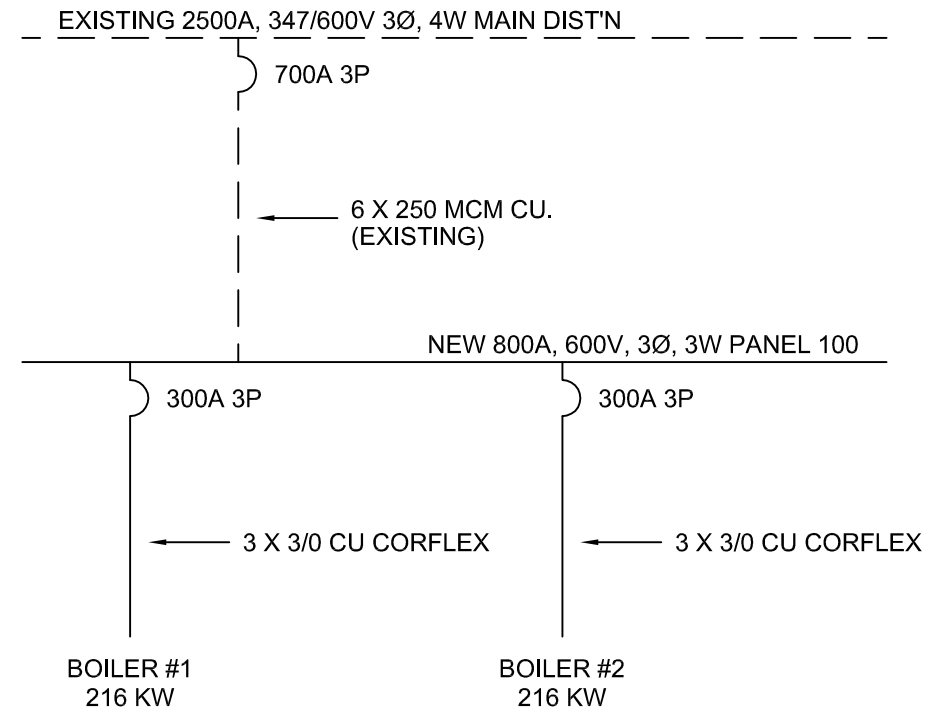 EXISTING 2500A, 347/600V 3Ø, 4W MAIN DIST'N
700A 3P
6 X 250 MCM CU.
(EXISTING)
NEW 800A, 600V, 3Ø, 3W PANEL 100
300A 3P
300A 3P
3 X 3/0 CU CORFLEX
3 X 3/0 CU CORFLEX
BOILER #1
216 KW
BOILER #2
216 KW